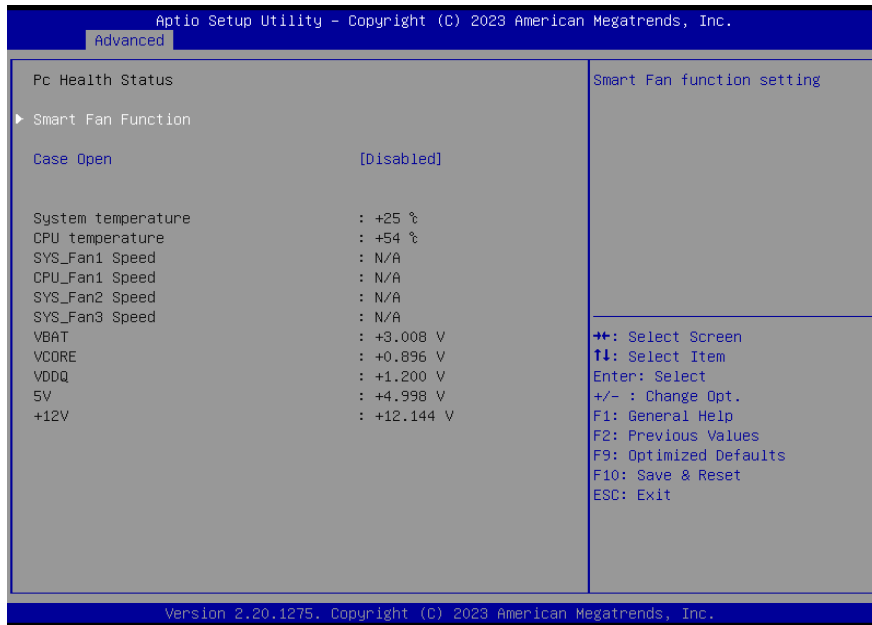 Aptio Setup Utility – Copyright (C) 2023 American Megatrends, Inc.
Advanced
Pc Health Status
Smart Fan Function
Case Open [Disabled]
System temperature : +25 ℃
CPU temperature : +54 ℃
SYS_Fan1 Speed : N/A
CPU_Fan1 Speed : N/A
SYS_Fan2 Speed : N/A
SYS_Fan3 Speed : N/A
VBAT : +3.008 V
VCORE : +0.896 V
VDDQ : +1.200 V
5V : +4.998 V
+12V : +12.144 V
Smart Fan function setting
→←: Select Screen
↑↓: Select Item
Enter: Select
+/- : Change Opt.
F1: General Help
F2: Previous Values
F9: Optimized Defaults
F10: Save & Reset
ESC: Exit
Version 2.20.1275. Copyright (C) 2023 American Megatrends, Inc.